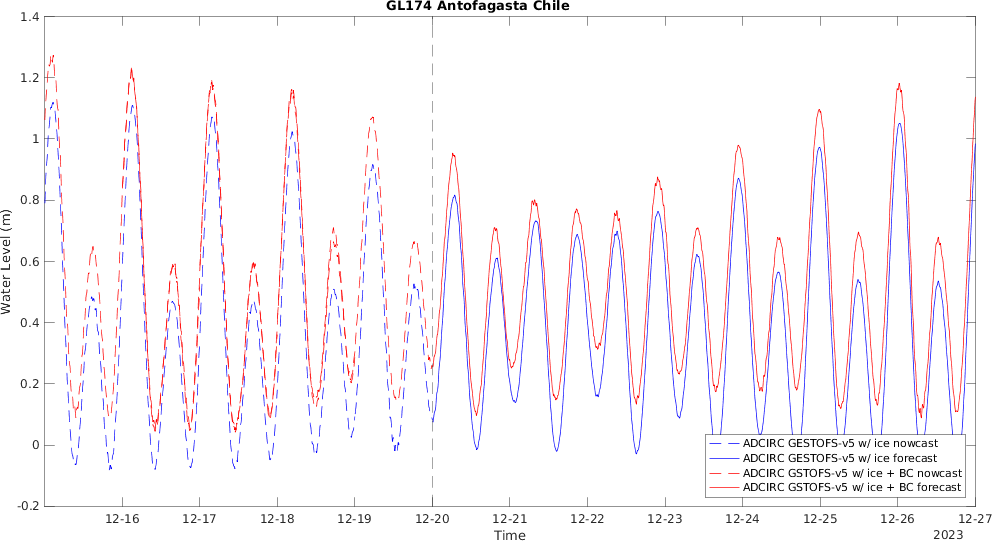 GL174 Antofagasta Chile
1.4
1.2
1
0.8
0.6
0.4
0.2
0
-0.2
Water Level (m)
ADCIRC GESTOFS-v5 w/ ice nowcast
ADCIRC GESTOFS-v5 w/ ice forecast
ADCIRC GSTOFS-v5 w/ ice + BC nowcast
ADCIRC GSTOFS-v5 w/ ice + BC forecast
12-16 12-17 12-18 12-19 12-20 12-21 12-22 12-23 12-24 12-25 12-26 12-27
Time
2023